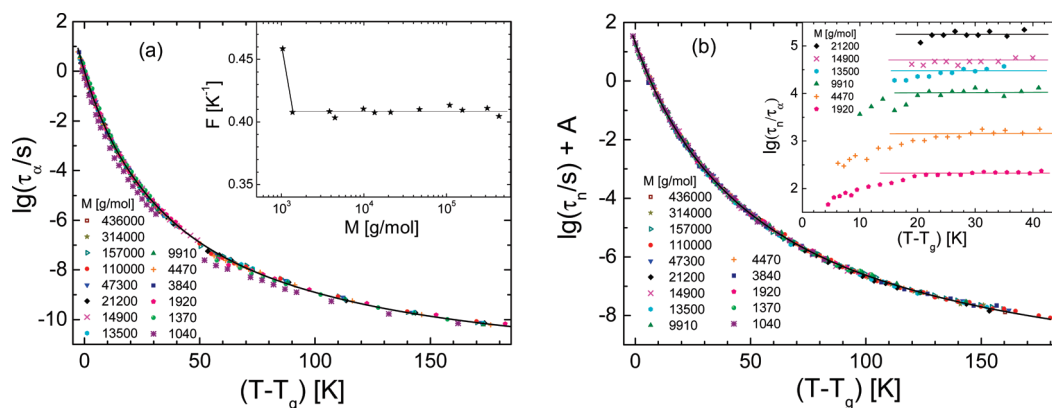 (a)
lg(τα/s)
0
-2
-4
-6
-8
-10
0 50 100 150
(T-Tg) [K]
M [g/mol]
436000
314000
157000 9910
110000 4470
47300 3840
21200 1920
14900 1370
13500 1040
F [K⁻¹]
0.45
0.40
0.35
10³ 10⁴ 10⁵
M [g/mol]
(b)
lg(τn/s) + A
2
0
-2
-4
-6
-8
0 50 100 150
(T-Tg) [K]
M [g/mol]
436000
314000
157000
110000
47300 4470
21200 3840
14900 1920
13500 1370
9910 1040
M [g/mol]
21200
14900
13500
9910
4470
1920
lg(τn/τα)
5
4
3
2
0 10 20 30 40
(T-Tg) [K]